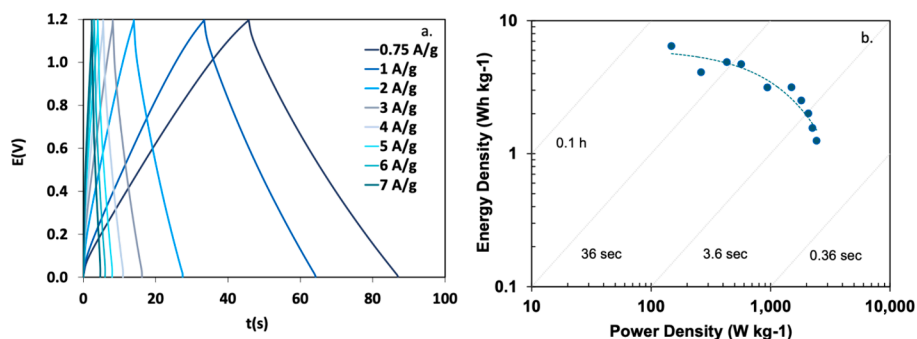 a.
1.2
1.0
0.8
0.6
0.4
0.2
0.0
E(V)
0 20 40 60 80 100
t(s)
0.75 A/g
1 A/g
2 A/g
3 A/g
4 A/g
5 A/g
6 A/g
7 A/g
b.
10
1
0.1
Energy Density (Wh kg-1)
0.1 h
36 sec 3.6 sec 0.36 sec
10 100 1,000 10,000
Power Density (W kg-1)